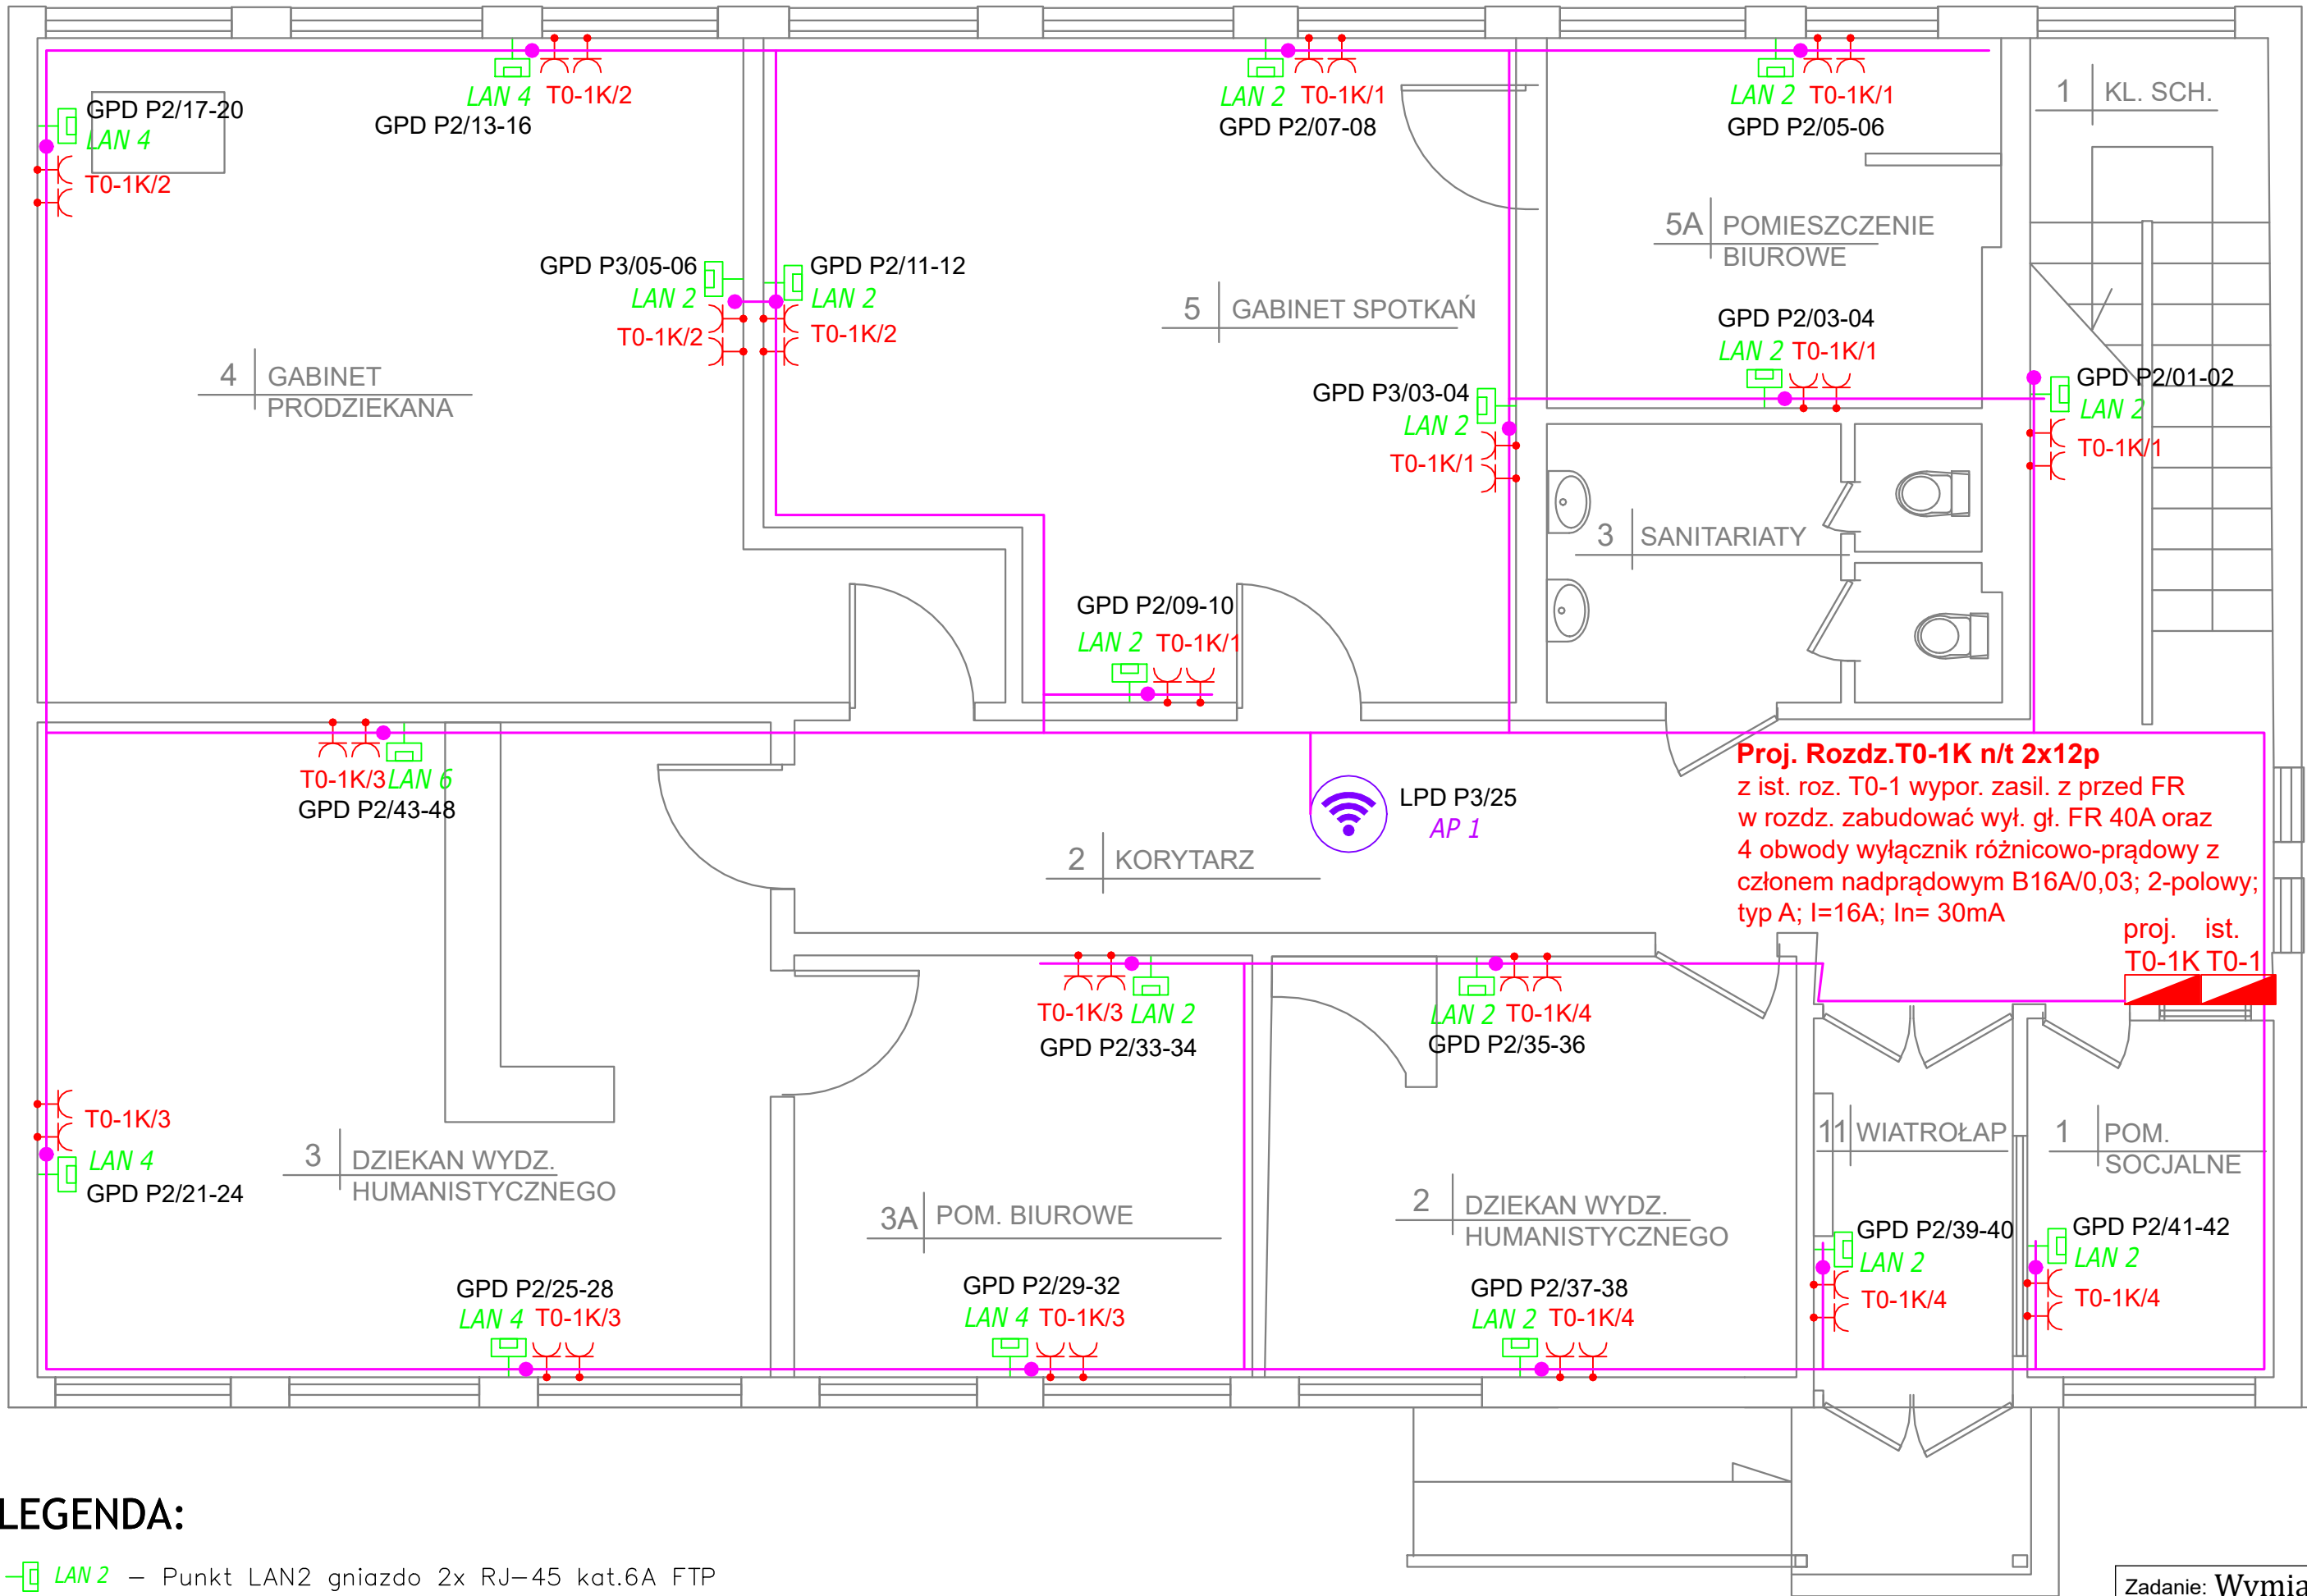 LAN 4 T0-1K/2
GPD P2/13-16
LAN 2 T0-1K/1
GPD P2/07-08
LAN 2 T0-1K/1
GPD P2/05-06
1 KL. SCH.
GPD P2/17-20
LAN 4
T0-1K/2
5A POMIESZCZENIE
BIUROWE
GPD P3/05-06
LAN 2
T0-1K/2
GPD P2/11-12
LAN 2
T0-1K/2
5 GABINET SPOTKAŃ
GPD P2/03-04
LAN 2 T0-1K/1
4 GABINET
PRODZIEKANA
GPD P3/03-04
LAN 2
T0-1K/1
GPD P2/01-02
LAN 2
T0-1K/1
3 SANITARIATY
GPD P2/09-10
LAN 2 T0-1K/1
T0-1K/3 LAN 6
GPD P2/43-48
LPD P3/25
AP 1
2 KORYTARZ
Proj. Rozdz.T0-1K n/t 2x12p
z ist. roz. T0-1 wypor. zasil. z przed FR
w rozdz. zabudować wył. gł. FR 40A oraz
4 obwody wyłącznik różnicowo-prądowy z
członem nadprądowym B16A/0,03; 2-polowy;
typ A; I=16A; In= 30mA
proj. ist.
T0-1K T0-1
T0-1K/3 LAN 2
GPD P2/33-34
LAN 2 T0-1K/4
GPD P2/35-36
T0-1K/3
LAN 4
GPD P2/21-24
3 DZIEKAN WYDZ.
HUMANISTYCZNEGO
3A POM. BIUROWE
2 DZIEKAN WYDZ.
HUMANISTYCZNEGO
11 WIATROŁAP
1 POM.
SOCJALNE
GPD P2/39-40
LAN 2
T0-1K/4
GPD P2/41-42
LAN 2
T0-1K/4
GPD P2/25-28
LAN 4 T0-1K/3
GPD P2/29-32
LAN 4 T0-1K/3
GPD P2/37-38
LAN 2 T0-1K/4
LEGENDA:
LAN 2 – Punkt LAN2 gniazdo 2x RJ-45 kat.6A FTP
Zadanie: Wymia